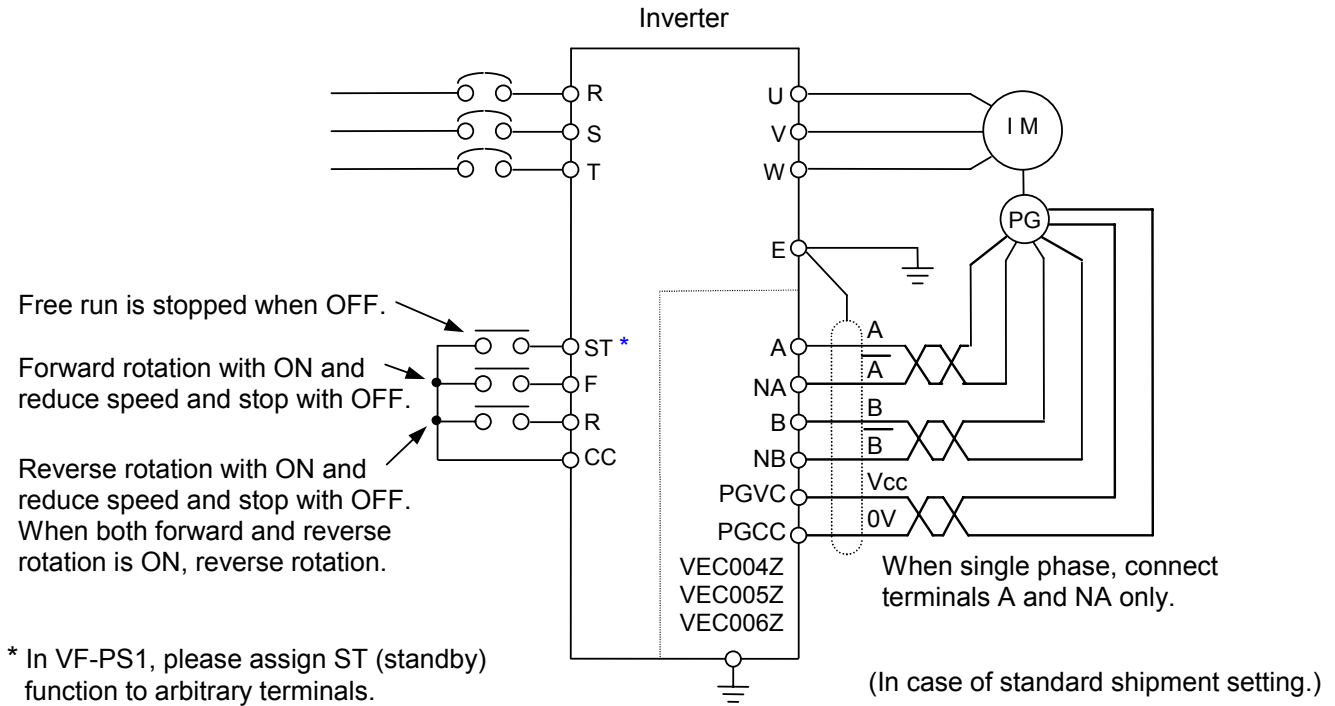 Inverter
R
S
T
U
V
W
I M
PG
E
Free run is stopped when OFF.
Forward rotation with ON and
reduce speed and stop with OFF.
Reverse rotation with ON and
reduce speed and stop with OFF.
When both forward and reverse
rotation is ON, reverse rotation.
ST *
F
R
CC
A
NA
B
NB
PGVC
PGCC
A
A̅
B
B̅
Vcc
0V
VEC004Z
VEC005Z
VEC006Z
When single phase, connect
terminals A and NA only.
* In VF-PS1, please assign ST (standby)
function to arbitrary terminals.
(In case of standard shipment setting.)